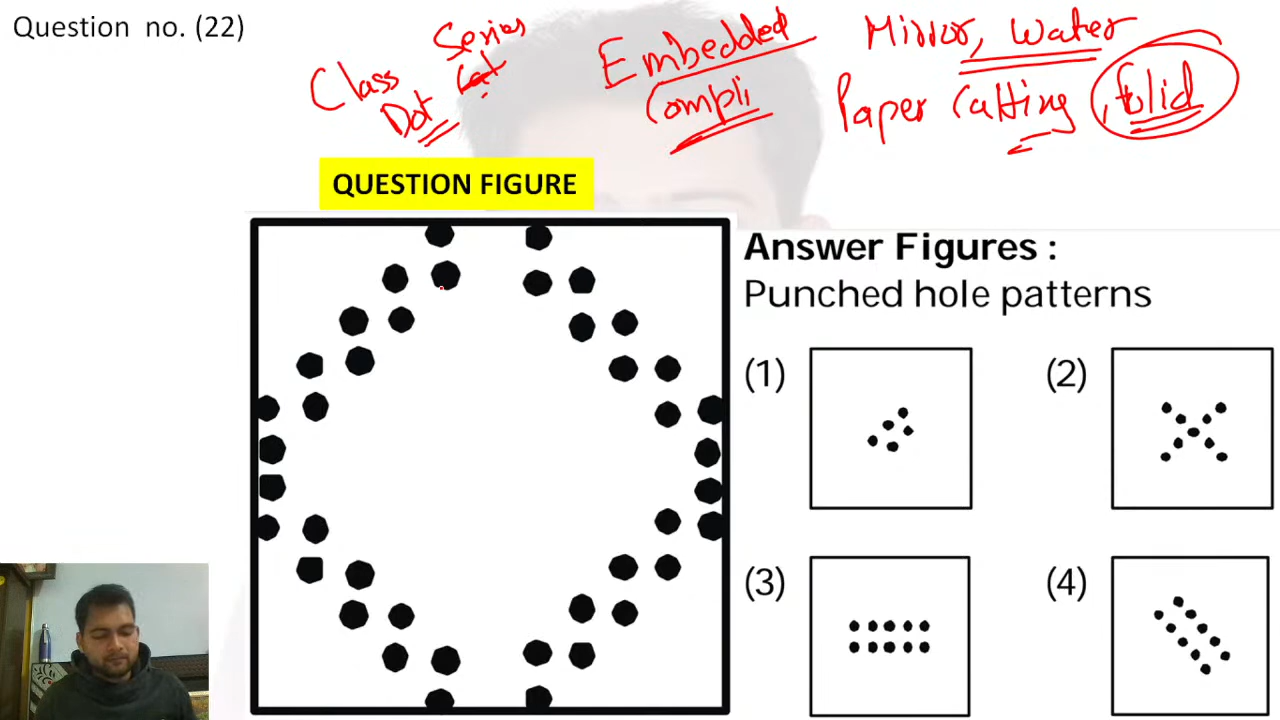 Question no. (22)
Series
Class
Dot
Embedded
Compli
Mirror, water
Paper Cutting, folid
QUESTION FIGURE
Answer Figures :
Punched hole patterns
(1)
(2)
(3)
(4)